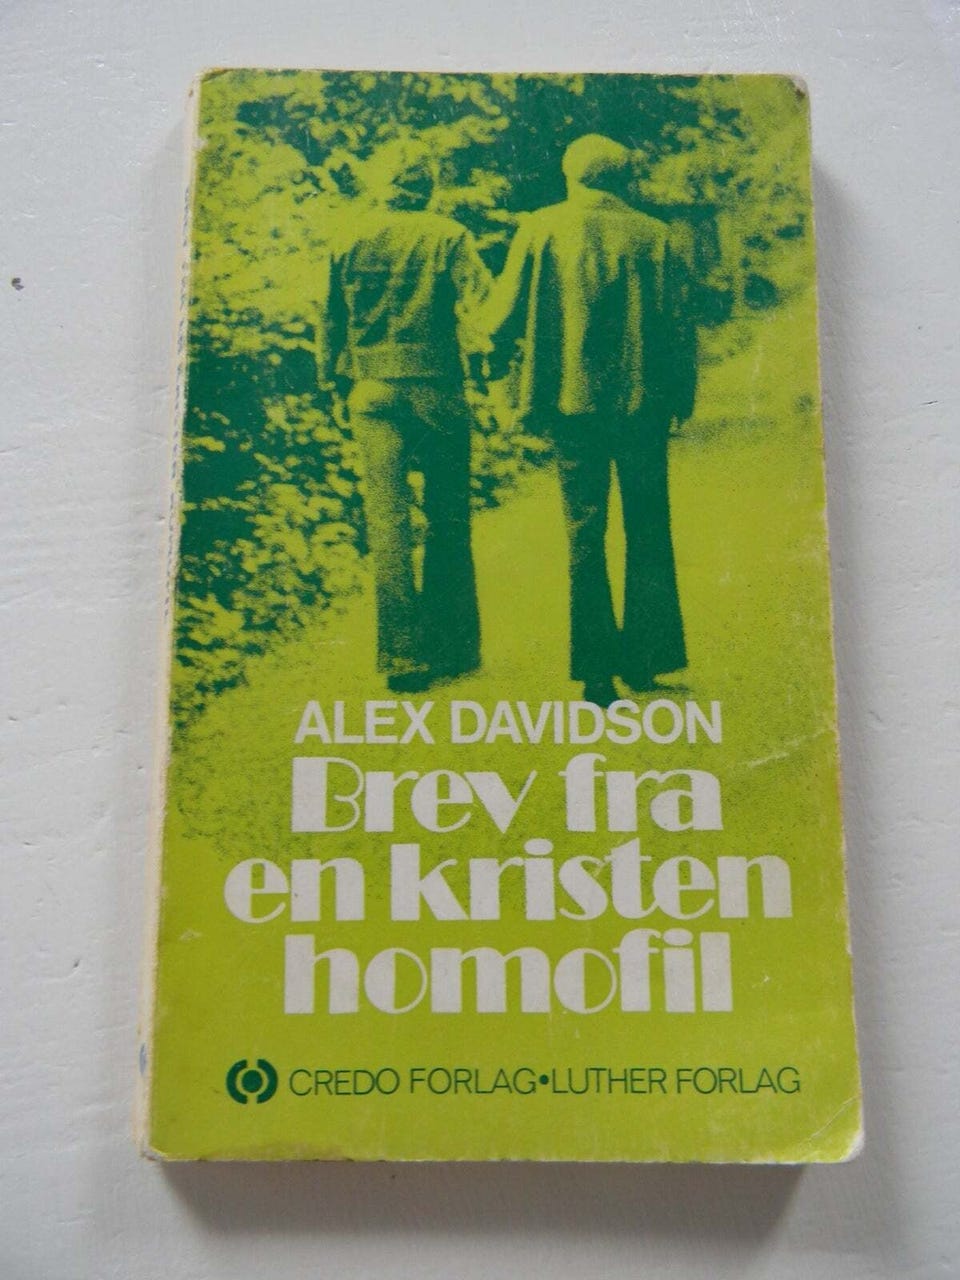 ALEX DAVIDSON
Brev fra
en kristen
homofil
CREDO FORLAG•LUTHER FORLAG